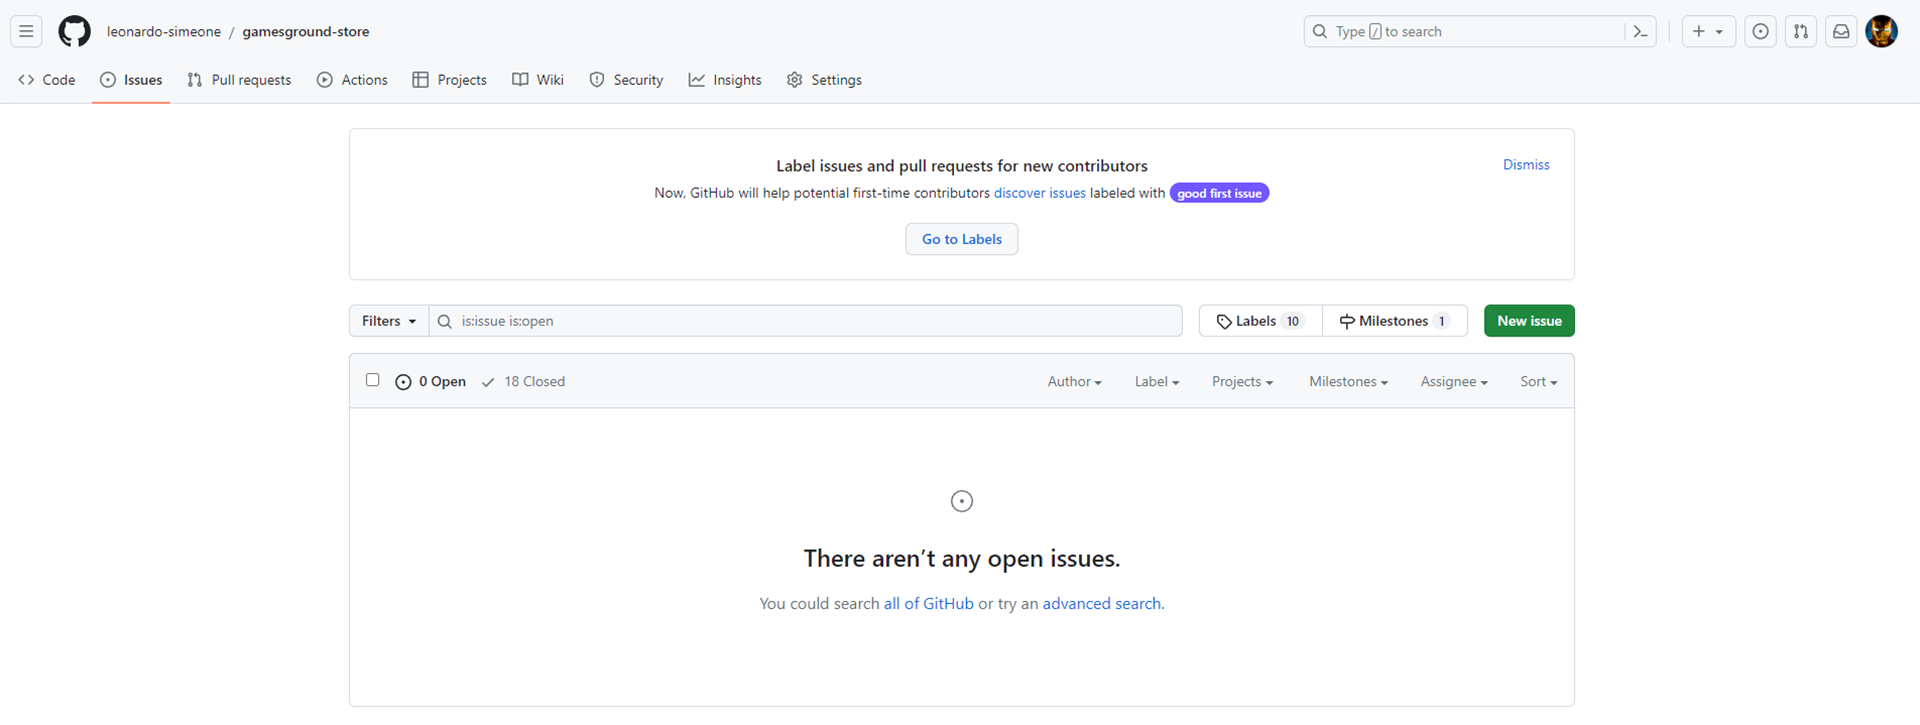 leonardo-simeone / gamesground-store
Type / to search
Code Issues Pull requests Actions Projects Wiki Security Insights Settings
Label issues and pull requests for new contributors
Dismiss
Now, GitHub will help potential first-time contributors discover issues labeled with good first issue
Go to Labels
Filters is:issue is:open Labels 10 Milestones 1 New issue
0 Open 18 Closed Author Label Projects Milestones Assignee Sort
There aren’t any open issues.
You could search all of GitHub or try an advanced search.